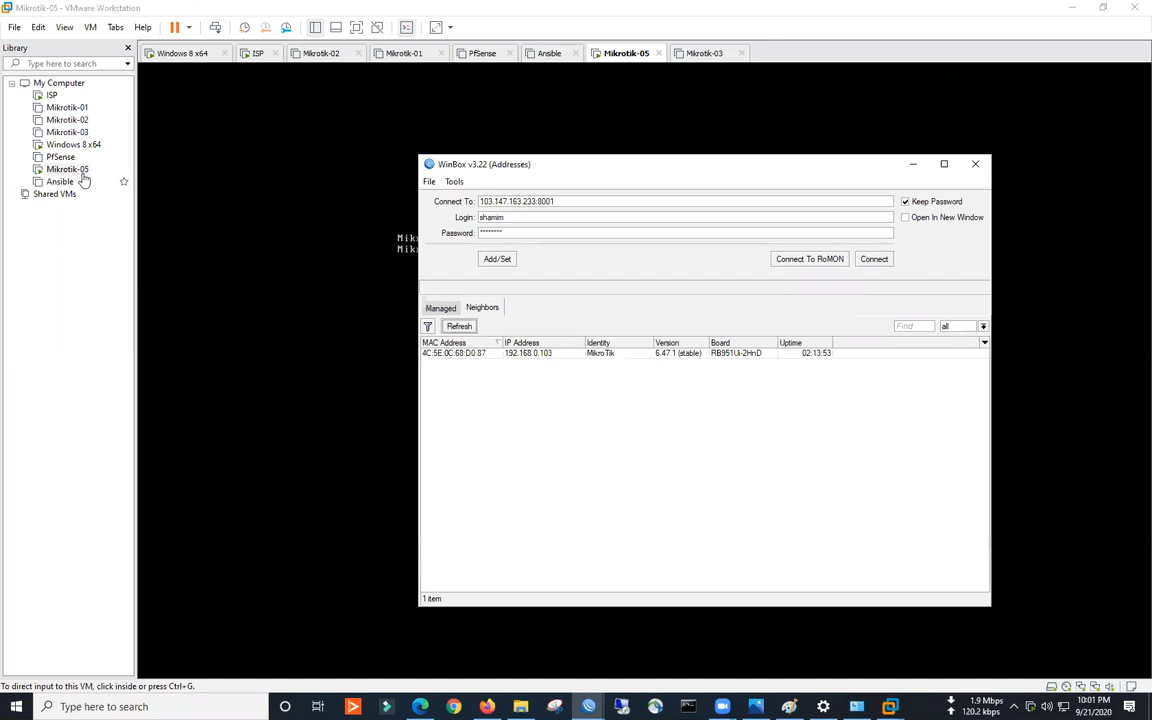 Mikrotik-05 - VMware Workstation
File Edit View VM Tabs Help
Library
Type here to search
My Computer
ISP
Mikrotik-01
Mikrotik-02
Mikrotik-03
Windows 8 x64
PfSense
Mikrotik-05
Ansible
Shared VMs
Windows 8 x64 ISP Mikrotik-02 Mikrotik-01 PfSense Ansible Mikrotik-05 Mikrotik-03
WinBox v3.22 (Addresses)
File Tools
Connect To: 103.147.163.233:8001 Keep Password
Login: shamim Open In New Window
Password: ********
Add/Set Connect To RoMON Connect
Managed Neighbors
Refresh Find all
MAC Address IP Address Identity Version Board Uptime
4C:5E:0C:68:D0:87 192.168.0.103 MikroTik 6.47.1 (stable) RB951Ui-2HnD 02:13:53
1 item
To direct input to this VM, click inside or press Ctrl+G.
Type here to search
1.9 Mbps
120.2 kbps
10:01 PM
9/21/2020